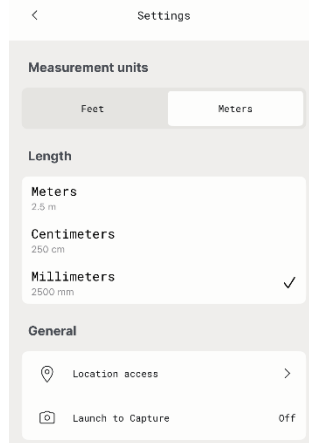 Settings
Measurement units
Feet
Meters
Length
Meters
2.5 m
Centimeters
250 cm
Millimeters
2500 mm
General
Location access
Launch to Capture
Off